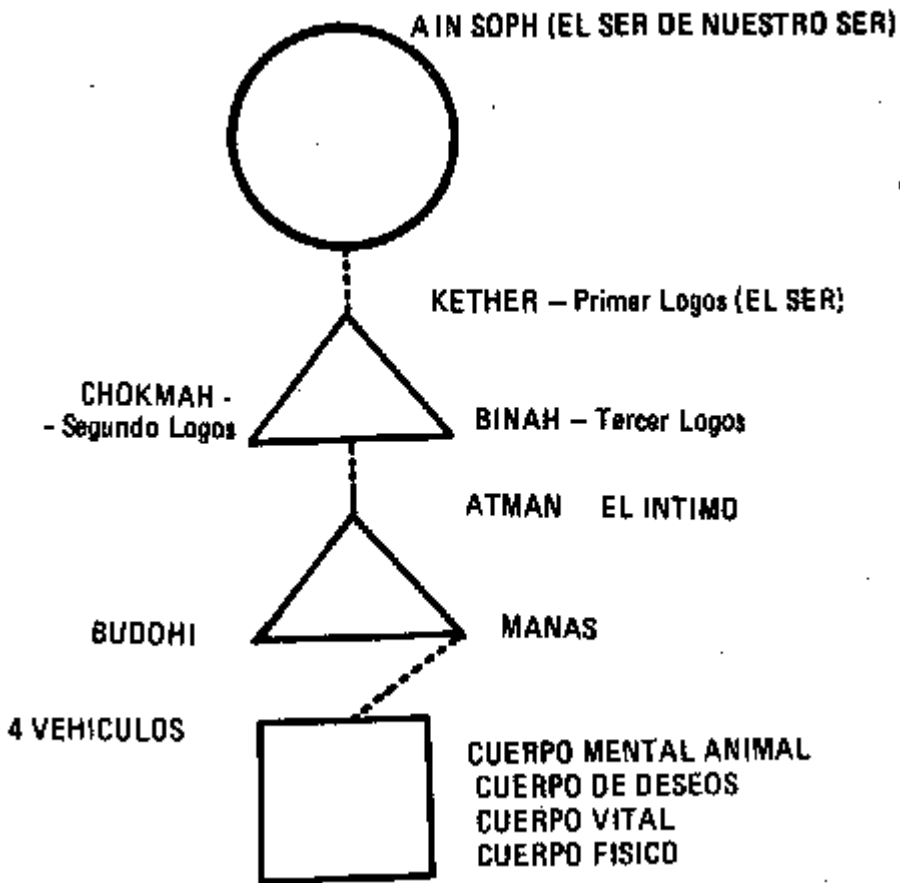 AIN SOPH (EL SER DE NUESTRO SER)
KETHER – Primer Logos (EL SER)
CHOKMAH -
- Segundo Logos
BINAH – Tercer Logos
ATMAN EL INTIMO
BUDDHI
MANAS
4 VEHICULOS
CUERPO MENTAL ANIMAL
CUERPO DE DESEOS
CUERPO VITAL
CUERPO FISICO